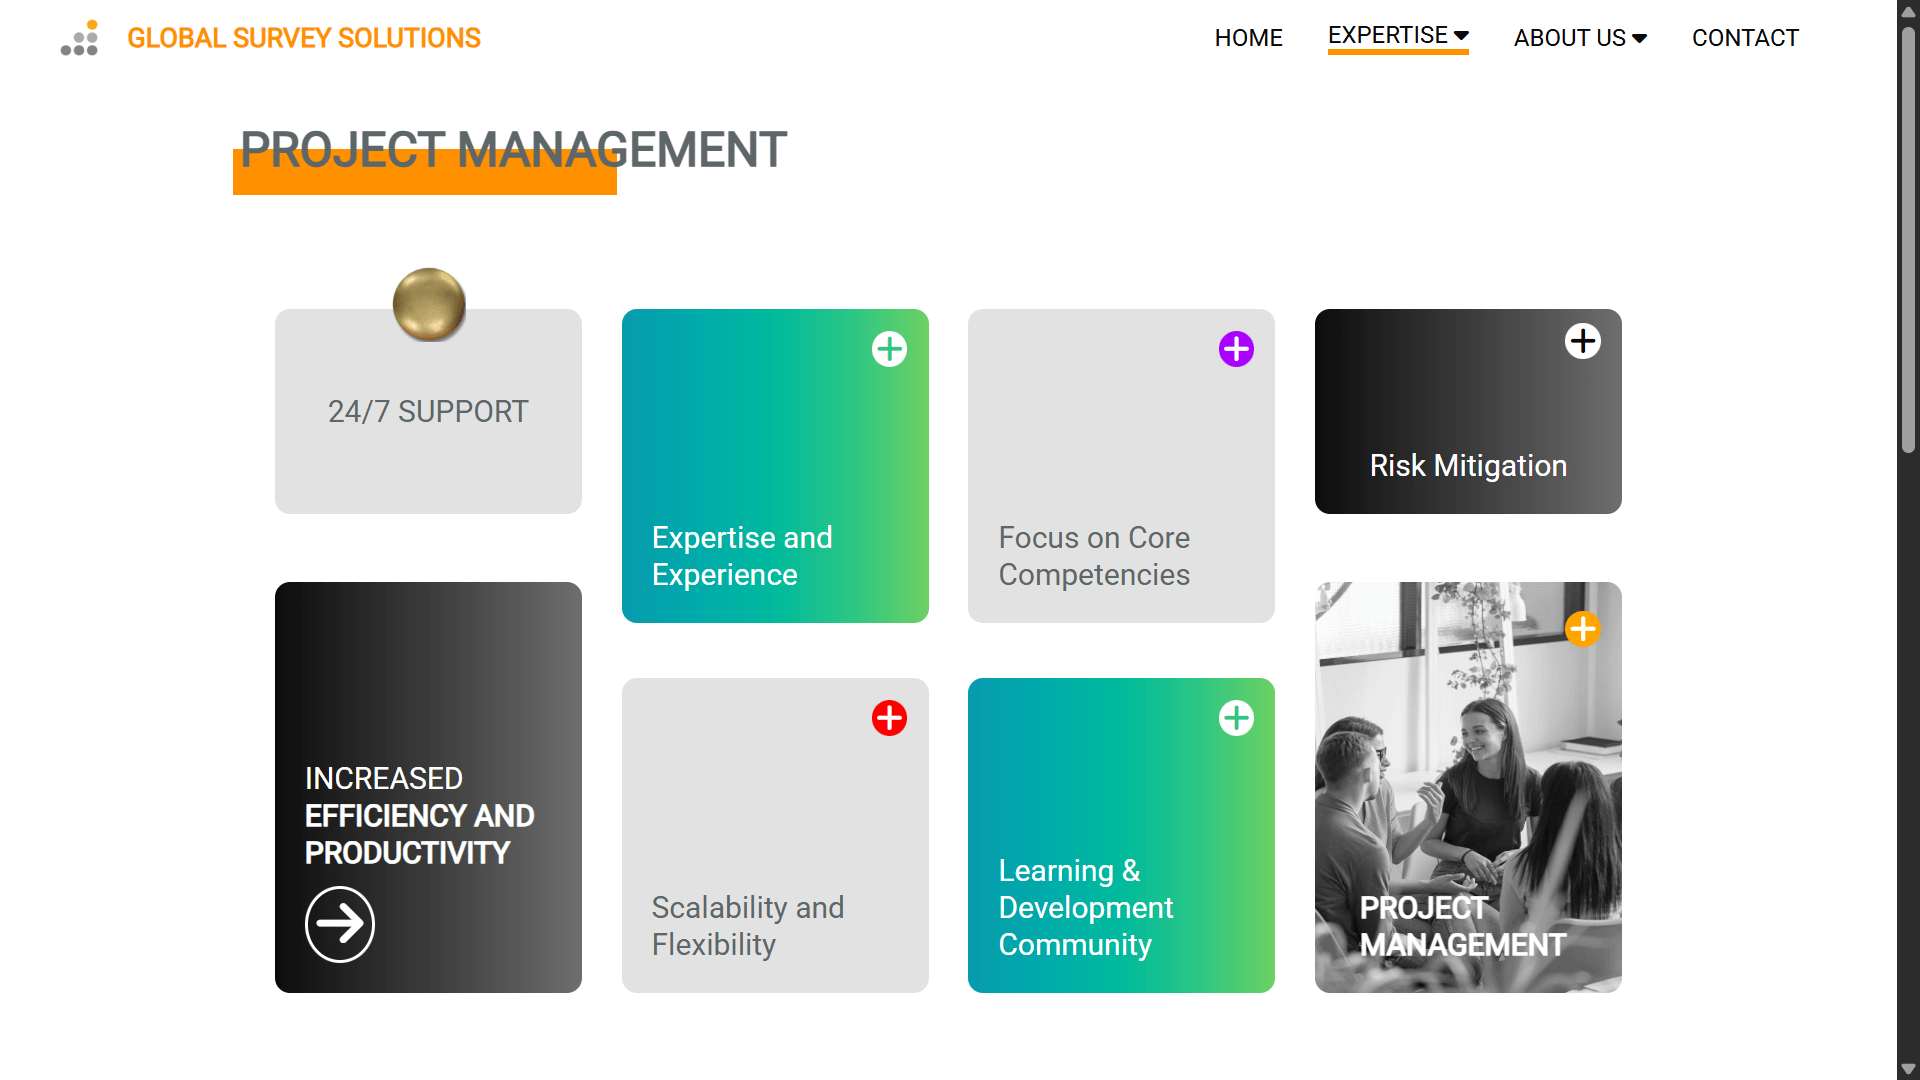 GLOBAL SURVEY SOLUTIONS
HOME
EXPERTISE
ABOUT US
CONTACT
PROJECT MANAGEMENT
24/7 SUPPORT
Expertise and
Experience
Focus on Core
Competencies
Risk Mitigation
INCREASED
EFFICIENCY AND
PRODUCTIVITY
Scalability and
Flexibility
Learning &
Development
Community
PROJECT
MANAGEMENT